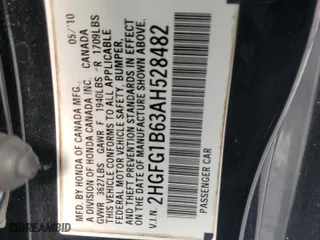 MFD. BY HONDA OF CANADA MFG., 05/10
A DIVISION OF HONDA CANADA INC. CANADA
GVWR 3627LBS GAWR F 1940LBS R 1709LBS
THIS VEHICLE CONFORMS TO ALL APPLICABLE
FEDERAL MOTOR VEHICLE SAFETY, BUMPER,
AND THEFT PREVENTION STANDARDS IN EFFECT
ON THE DATE OF MANUFACTURE SHOWN ABOVE.
V.I.N. 2HGFG1B63AH528482
PASSENGER CAR
DREAMBID